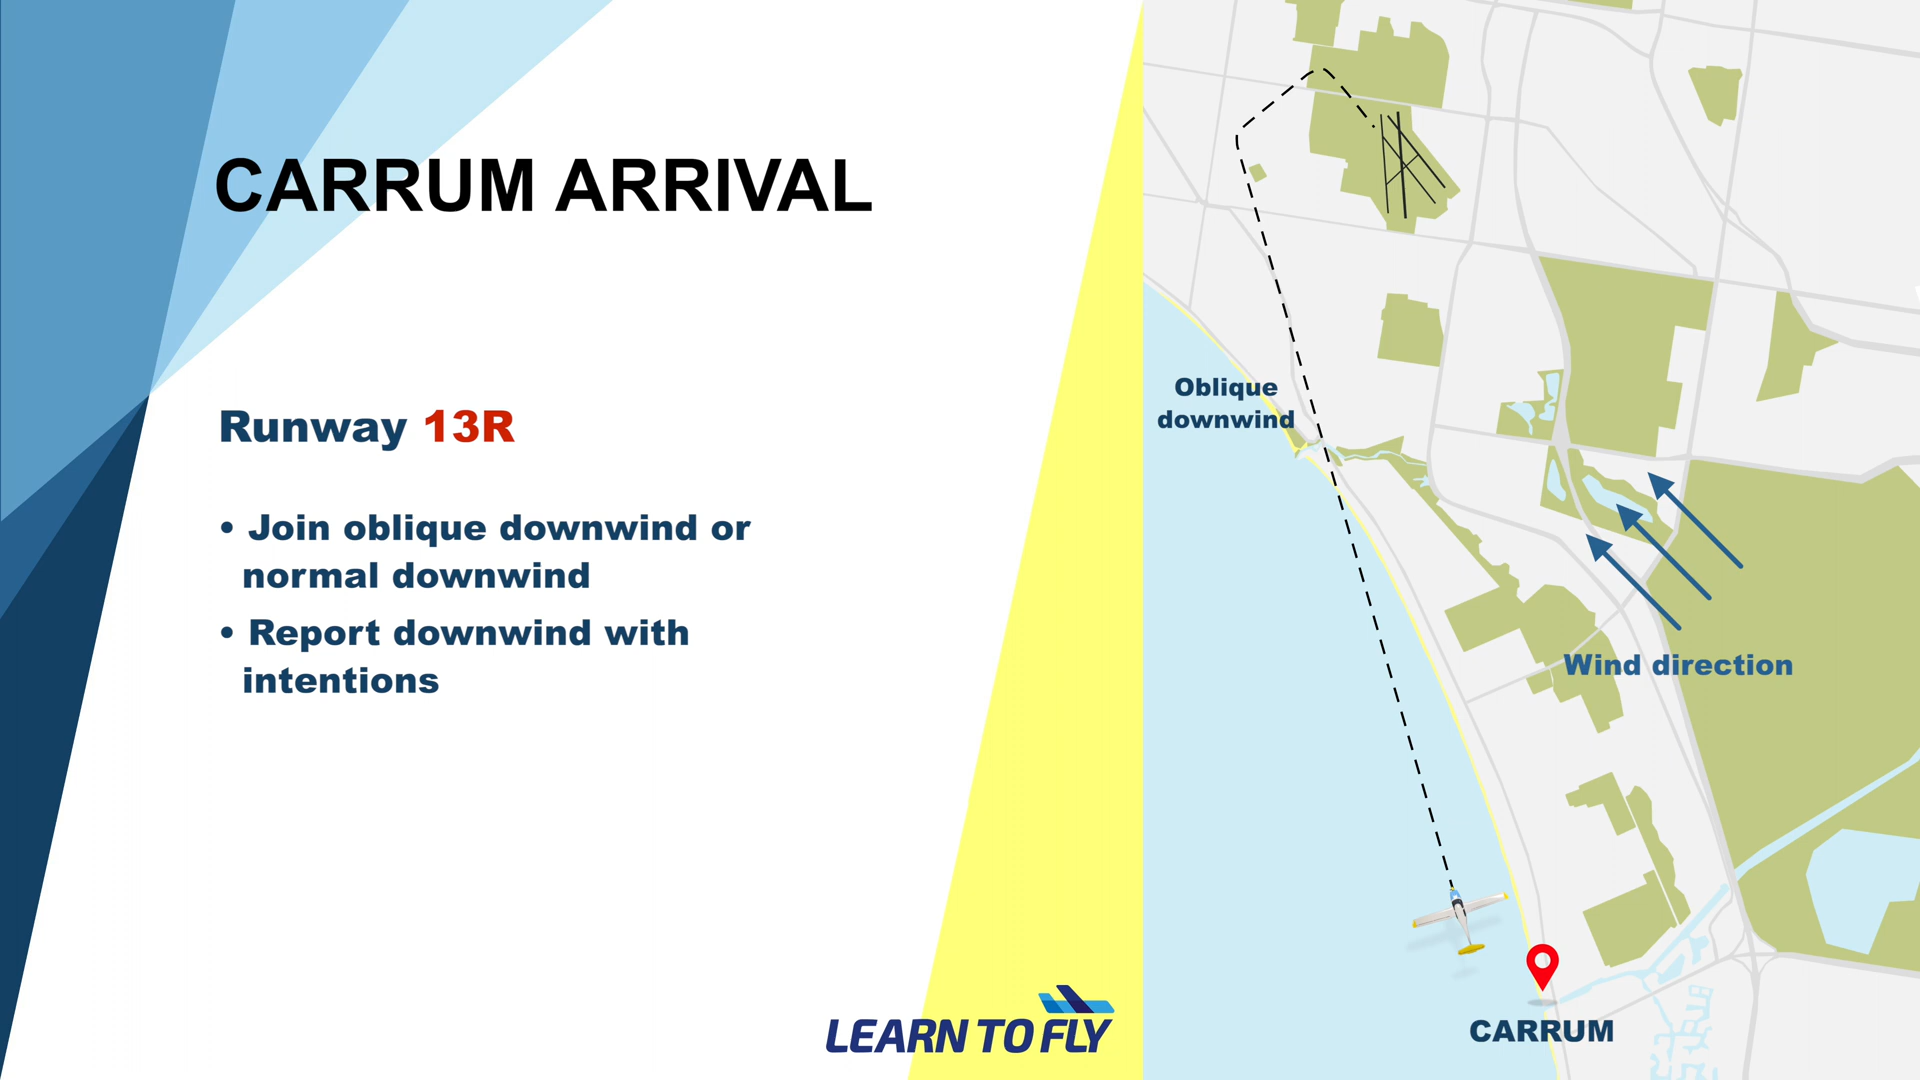 CARRUM ARRIVAL
Runway 13R
• Join oblique downwind or
normal downwind
• Report downwind with
intentions
LEARN TO FLY
Oblique
downwind
Wind direction
CARRUM